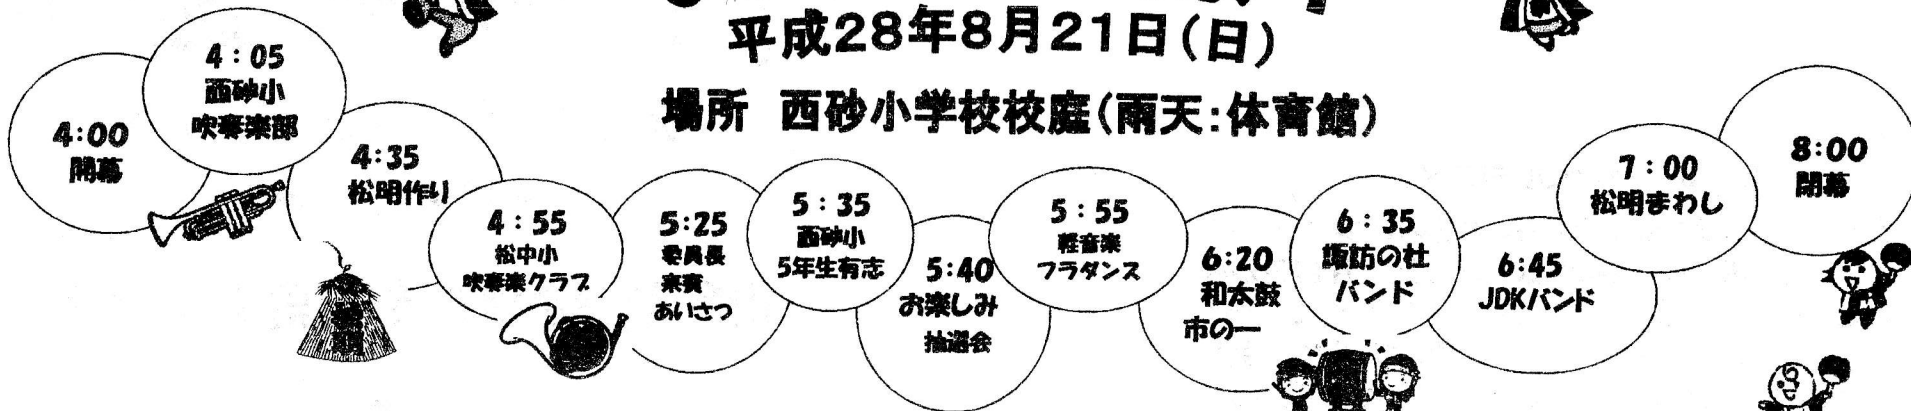 平成28年8月21日(日)
場所 西砂小学校校庭(雨天:体育館)
4:00
開幕
4:05
西砂小
吹奏楽部
4:35
松明作り
4:55
松中小
吹奏楽クラブ
5:25
委員長
来賓
あいさつ
5:35
西砂小
5年生有志
5:40
お楽しみ
抽選会
5:55
軽音楽
フラダンス
6:20
和太鼓
市の一
6:35
諏訪の杜
バンド
6:45
JDKバンド
7:00
松明まわし
8:00
閉幕